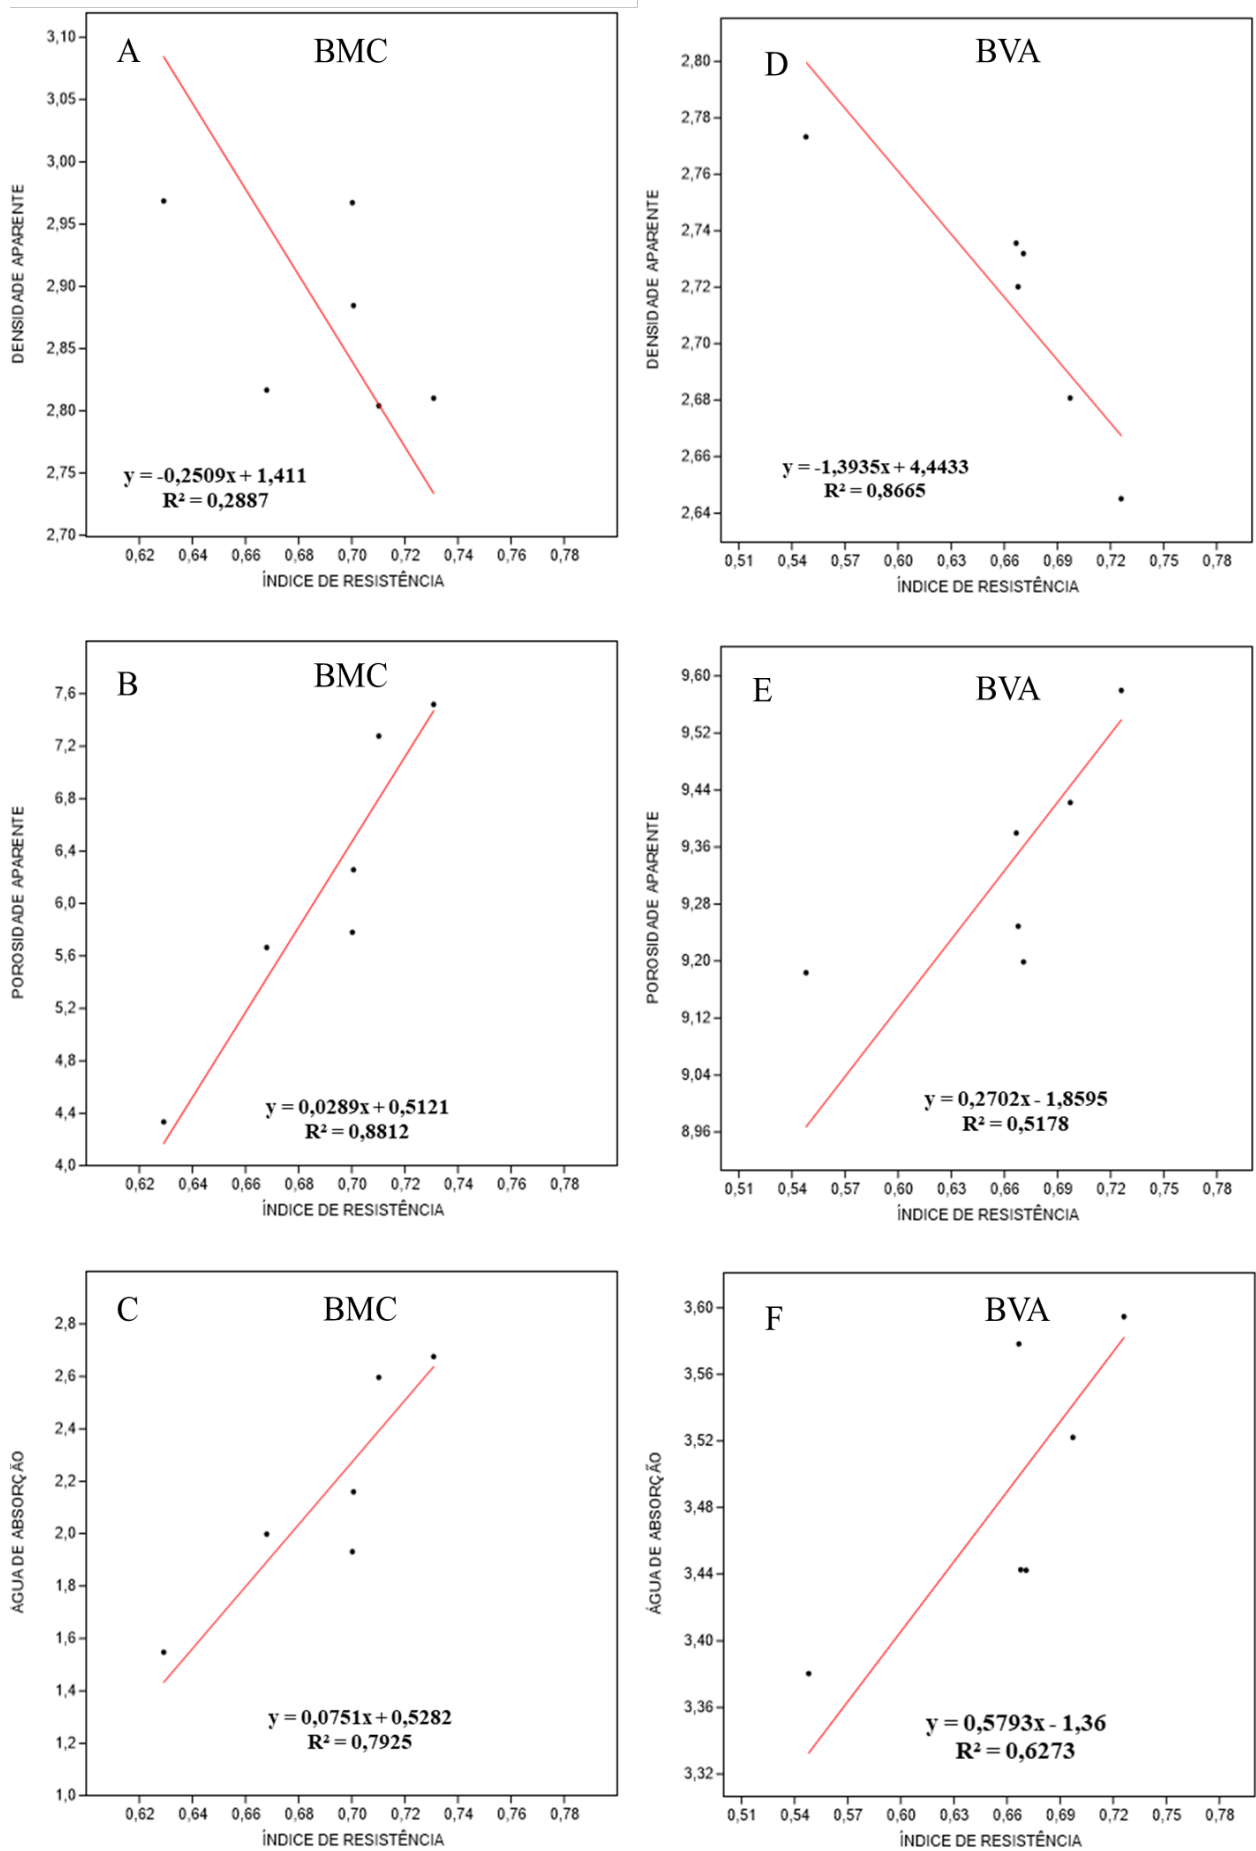 A
BMC
3,10
3,05
3,00
2,95
2,90
2,85
2,80
2,75
2,70
DENSIDADE APARENTE
y = -0,2509x + 1,411
R² = 0,2887
0,62 0,64 0,66 0,68 0,70 0,72 0,74 0,76 0,78
ÍNDICE DE RESISTÊNCIA
D
BVA
2,80
2,78
2,76
2,74
2,72
2,70
2,68
2,66
2,64
DENSIDADE APARENTE
y = -1,3935x + 4,4433
R² = 0,8665
0,51 0,54 0,57 0,60 0,63 0,66 0,69 0,72 0,75 0,78
ÍNDICE DE RESISTÊNCIA
B
BMC
7,6
7,2
6,8
6,4
6,0
5,6
5,2
4,8
4,4
4,0
POROSIDADE APARENTE
y = 0,0289x + 0,5121
R² = 0,8812
0,62 0,64 0,66 0,68 0,70 0,72 0,74 0,76 0,78
ÍNDICE DE RESISTÊNCIA
E
BVA
9,60
9,52
9,44
9,36
9,28
9,20
9,12
9,04
8,96
POROSIDADE APARENTE
y = 0,2702x - 1,8595
R² = 0,5178
0,51 0,54 0,57 0,60 0,63 0,66 0,69 0,72 0,75 0,78
ÍNDICE DE RESISTÊNCIA
C
BMC
2,8
2,6
2,4
2,2
2,0
1,8
1,6
1,4
1,2
1,0
ÁGUA DE ABSORÇÃO
y = 0,0751x + 0,5282
R² = 0,7925
0,62 0,64 0,66 0,68 0,70 0,72 0,74 0,76 0,78
ÍNDICE DE RESISTÊNCIA
F
BVA
3,60
3,56
3,52
3,48
3,44
3,40
3,36
3,32
ÁGUA DE ABSORÇÃO
y = 0,5793x - 1,36
R² = 0,6273
0,51 0,54 0,57 0,60 0,63 0,66 0,69 0,72 0,75 0,78
ÍNDICE DE RESISTÊNCIA